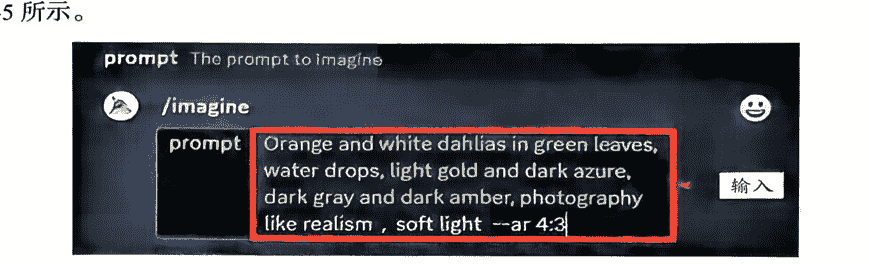 -5 所示。
prompt The prompt to imagine
/imagine
prompt Orange and white dahlias in green leaves,
water drops, light gold and dark azure,
dark gray and dark amber, photography
like realism , soft light --ar 4:3
输入